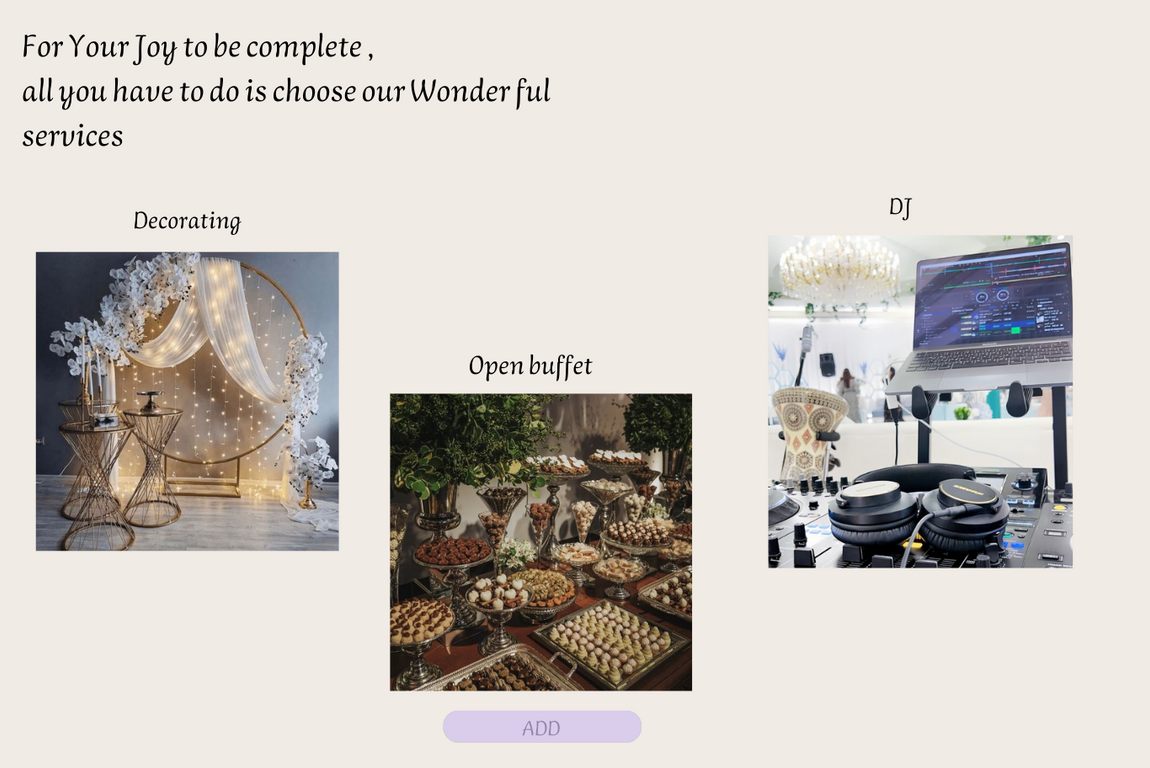 For Your Joy to be complete ,
all you have to do is choose our Wonder ful
services
Decorating
DJ
Open buffet
ADD